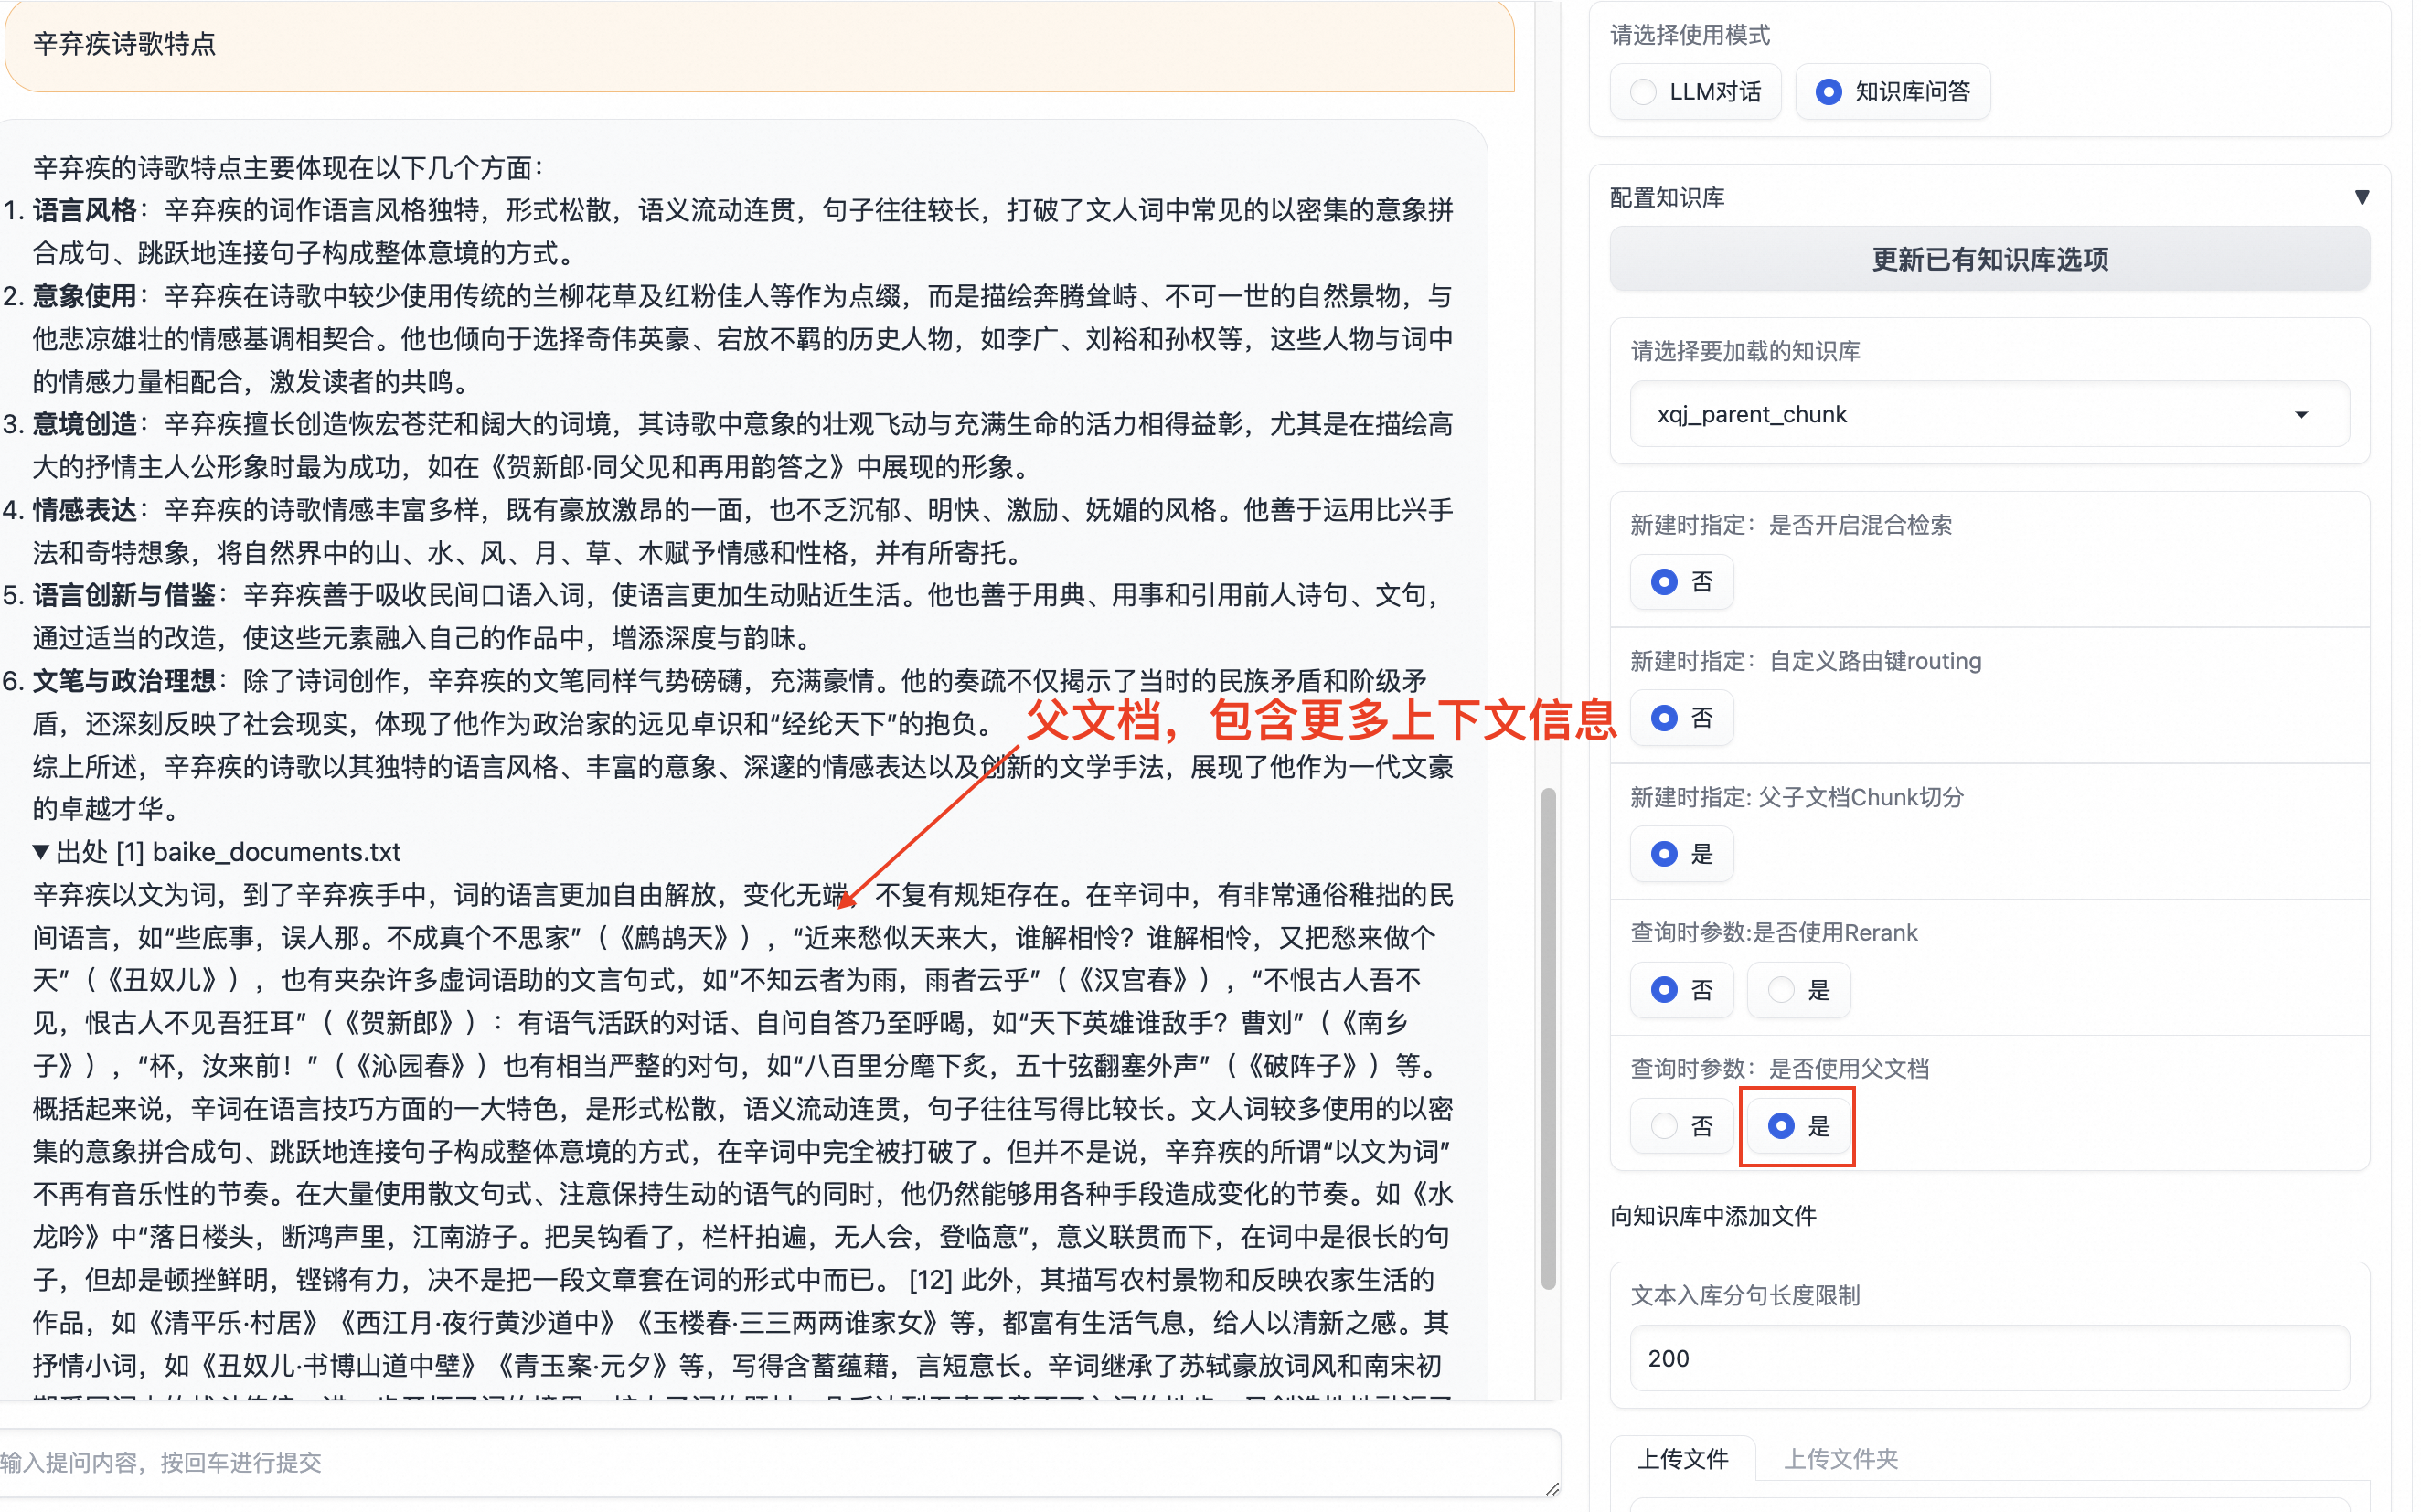 辛弃疾诗歌特点
辛弃疾的诗歌特点主要体现在以下几个方面：
1. 语言风格：辛弃疾的词作语言风格独特，形式松散，语义流动连贯，句子往往较长，打破了文人词中常见的以密集的意象拼
合成句、跳跃地连接句子构成整体意境的方式。
2. 意象使用：辛弃疾在诗歌中较少使用传统的兰柳花草及红粉佳人等作为点缀，而是描绘奔腾耸峙、不可一世的自然景物，与
他悲凉雄壮的情感基调相契合。他也倾向于选择奇伟英豪、宕放不羁的历史人物，如李广、刘裕和孙权等，这些人物与词中
的情感力量相配合，激发读者的共鸣。
3. 意境创造：辛弃疾擅长创造恢宏苍茫和阔大的词境，其诗歌中意象的壮观飞动与充满生命的活力相得益彰，尤其是在描绘高
大的抒情主人公形象时最为成功，如在《贺新郎·同父见和再用韵答之》中展现的形象。
4. 情感表达：辛弃疾的诗歌情感丰富多样，既有豪放激昂的一面，也不乏沉郁、明快、激励、妩媚的风格。他善于运用比兴手
法和奇特想象，将自然界中的山、水、风、月、草、木赋予情感和性格，并有所寄托。
5. 语言创新与借鉴：辛弃疾善于吸收民间口语入词，使语言更加生动贴近生活。他也善于用典、用事和引用前人诗句、文句，
通过适当的改造，使这些元素融入自己的作品中，增添深度与韵味。
6. 文笔与政治理想：除了诗词创作，辛弃疾的文笔同样气势磅礴，充满豪情。他的奏疏不仅揭示了当时的民族矛盾和阶级矛
盾，还深刻反映了社会现实，体现了他作为政治家的远见卓识和“经纶天下”的抱负。
父文档，包含更多上下文信息
综上所述，辛弃疾的诗歌以其独特的语言风格、丰富的意象、深邃的情感表达以及创新的文学手法，展现了他作为一代文豪
的卓越才华。
▼出处 [1] baike_documents.txt
辛弃疾以文为词，到了辛弃疾手中，词的语言更加自由解放，变化无端，不复有规矩存在。在辛词中，有非常通俗稚拙的民
间语言，如“些底事，误人那。不成真个不思家”（《鹧鸪天》），“近来愁似天来大，谁解相怜？谁解相怜，又把愁来做个
天”（《丑奴儿》），也有夹杂许多虚词语助的文言句式，如“不知云者为雨，雨者云乎”（《汉宫春》），“不恨古人吾不
见，恨古人不见吾狂耳”（《贺新郎》）：有语气活跃的对话、自问自答乃至呼喝，如“天下英雄谁敌手？曹刘”（《南乡
子》），“杯，汝来前！”（《沁园春》）也有相当严整的对句，如“八百里分麾下炙，五十弦翻塞外声”（《破阵子》）等。
概括起来说，辛词在语言技巧方面的一大特色，是形式松散，语义流动连贯，句子往往写得比较长。文人词较多使用的以密
集的意象拼合成句、跳跃地连接句子构成整体意境的方式，在辛词中完全被打破了。但并不是说，辛弃疾的所谓“以文为词”
不再有音乐性的节奏。在大量使用散文句式、注意保持生动的语气的同时，他仍然能够用各种手段造成变化的节奏。如《水
龙吟》中“落日楼头，断鸿声里，江南游子。把吴钩看了，栏杆拍遍，无人会，登临意”，意义联贯而下，在词中是很长的句
子，但却是顿挫鲜明，铿锵有力，决不是把一段文章套在词的形式中而已。 [12] 此外，其描写农村景物和反映农家生活的
作品，如《清平乐·村居》《西江月·夜行黄沙道中》《玉楼春·三三两两谁家女》等，都富有生活气息，给人以清新之感。其
抒情小词，如《丑奴儿·书博山道中壁》《青玉案·元夕》等，写得含蓄蕴藉，言短意长。辛词继承了苏轼豪放词风和南宋初
输入提问内容，按回车进行提交
请选择使用模式
LLM对话 知识库问答
配置知识库 ▼
更新已有知识库选项
请选择要加载的知识库
xqj_parent_chunk
新建时指定：是否开启混合检索
否
新建时指定：自定义路由键routing
否
新建时指定: 父子文档Chunk切分
是
查询时参数:是否使用Rerank
否 是
查询时参数：是否使用父文档
否 是
向知识库中添加文件
文本入库分句长度限制
200
上传文件 上传文件夹